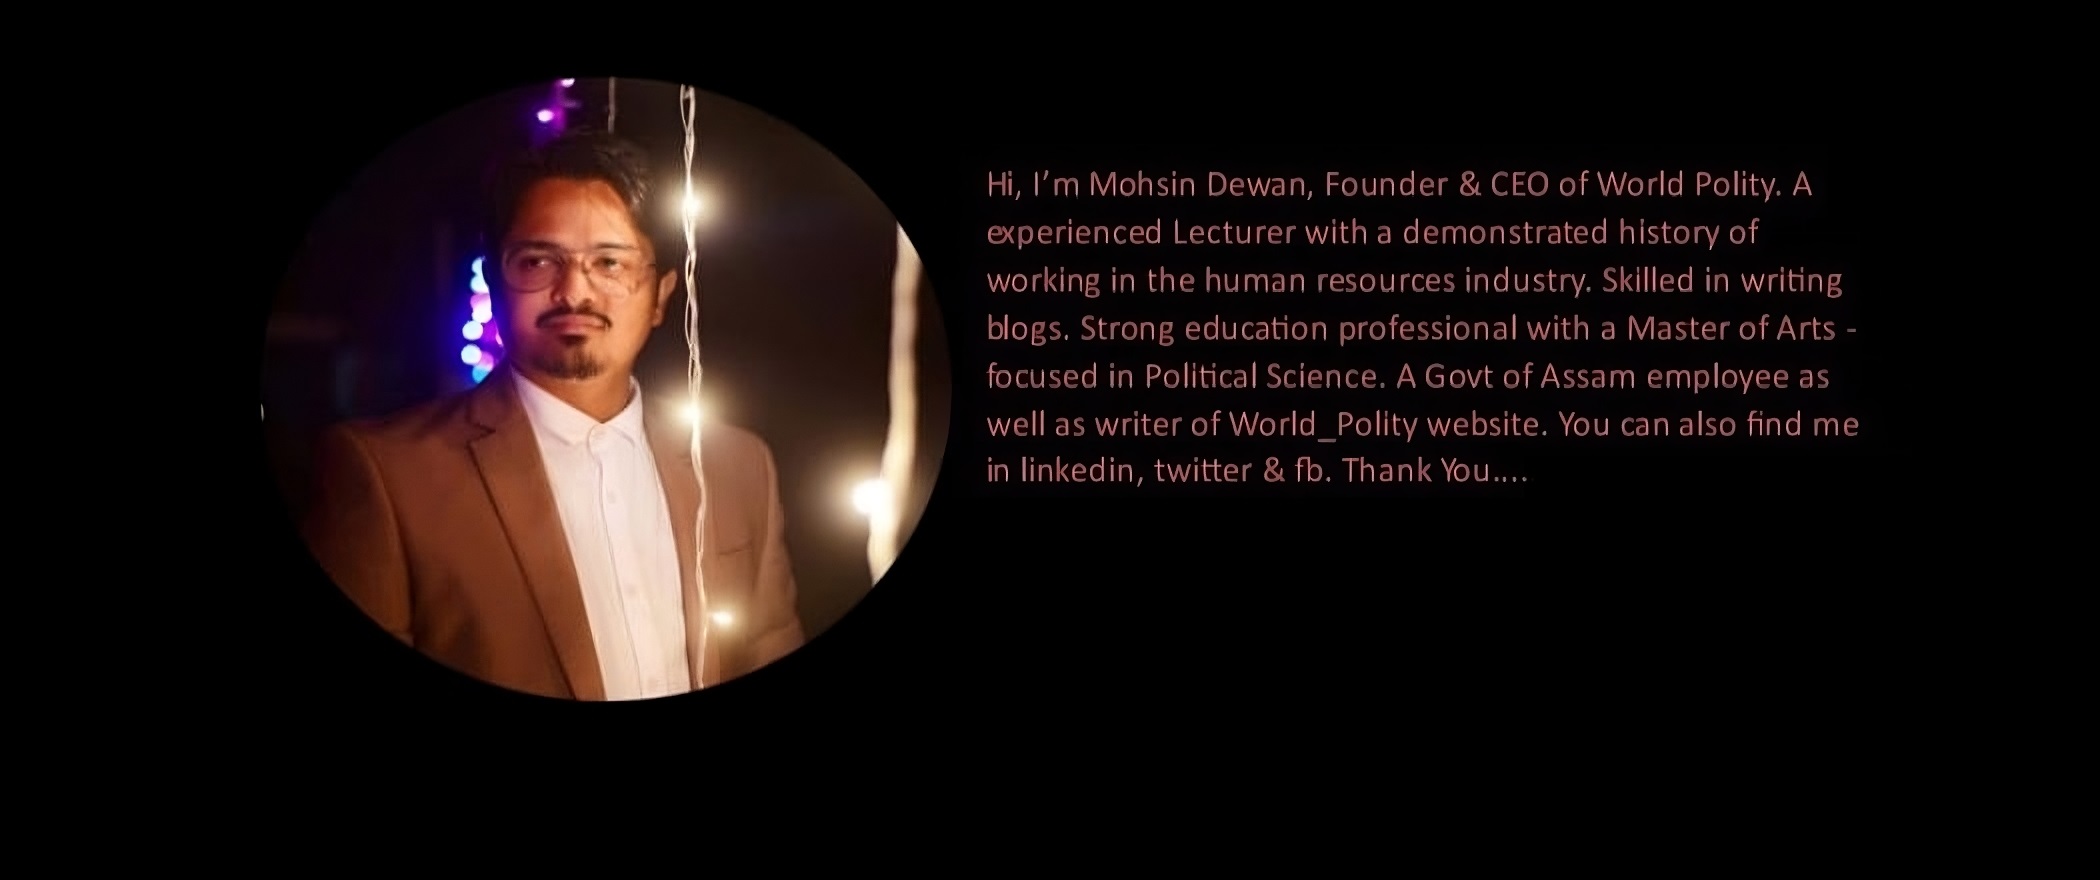 Hi, I’m Mohsin Dewan, Founder & CEO of World Polity. A
experienced Lecturer with a demonstrated history of
working in the human resources industry. Skilled in writing
blogs. Strong education professional with a Master of Arts -
focused in Political Science. A Govt of Assam employee as
well as writer of World_Polity website. You can also find me
in linkedin, twitter & fb. Thank You....